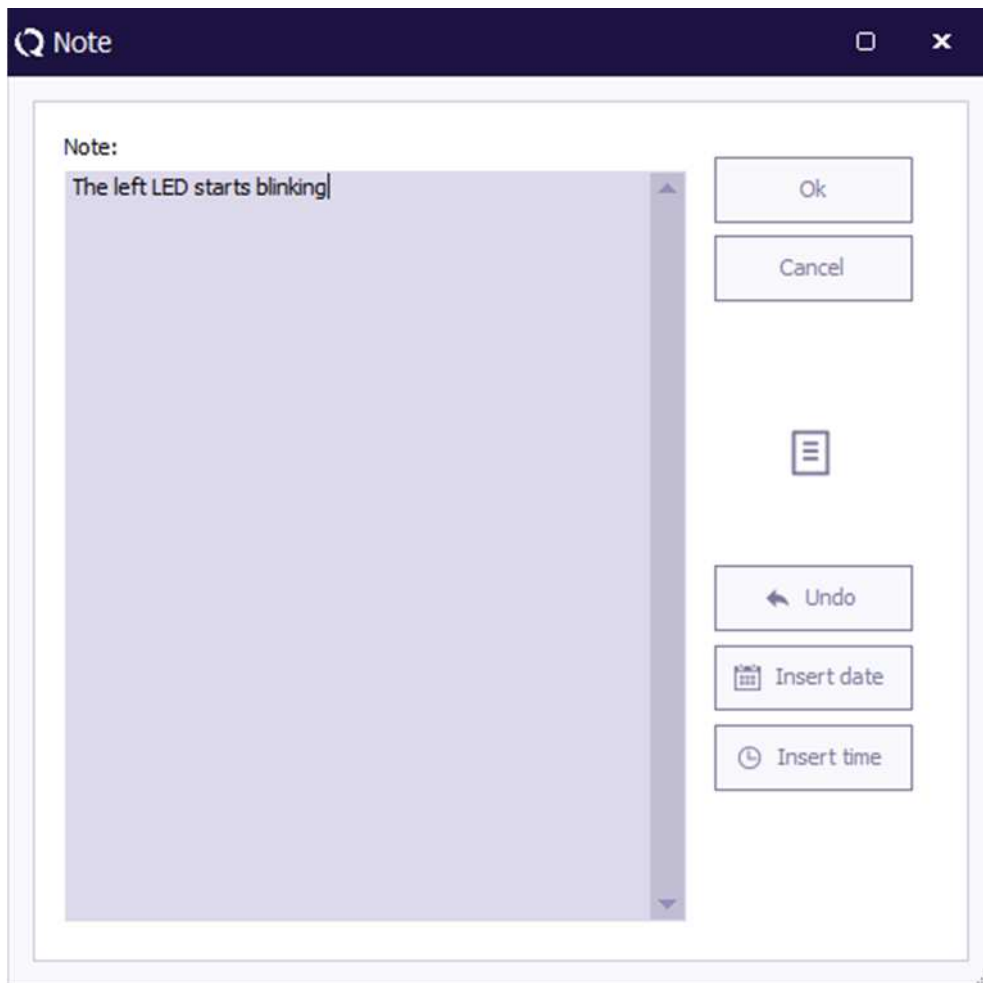 Note
Note:
The left LED starts blinking
Ok
Cancel
Undo
Insert date
Insert time